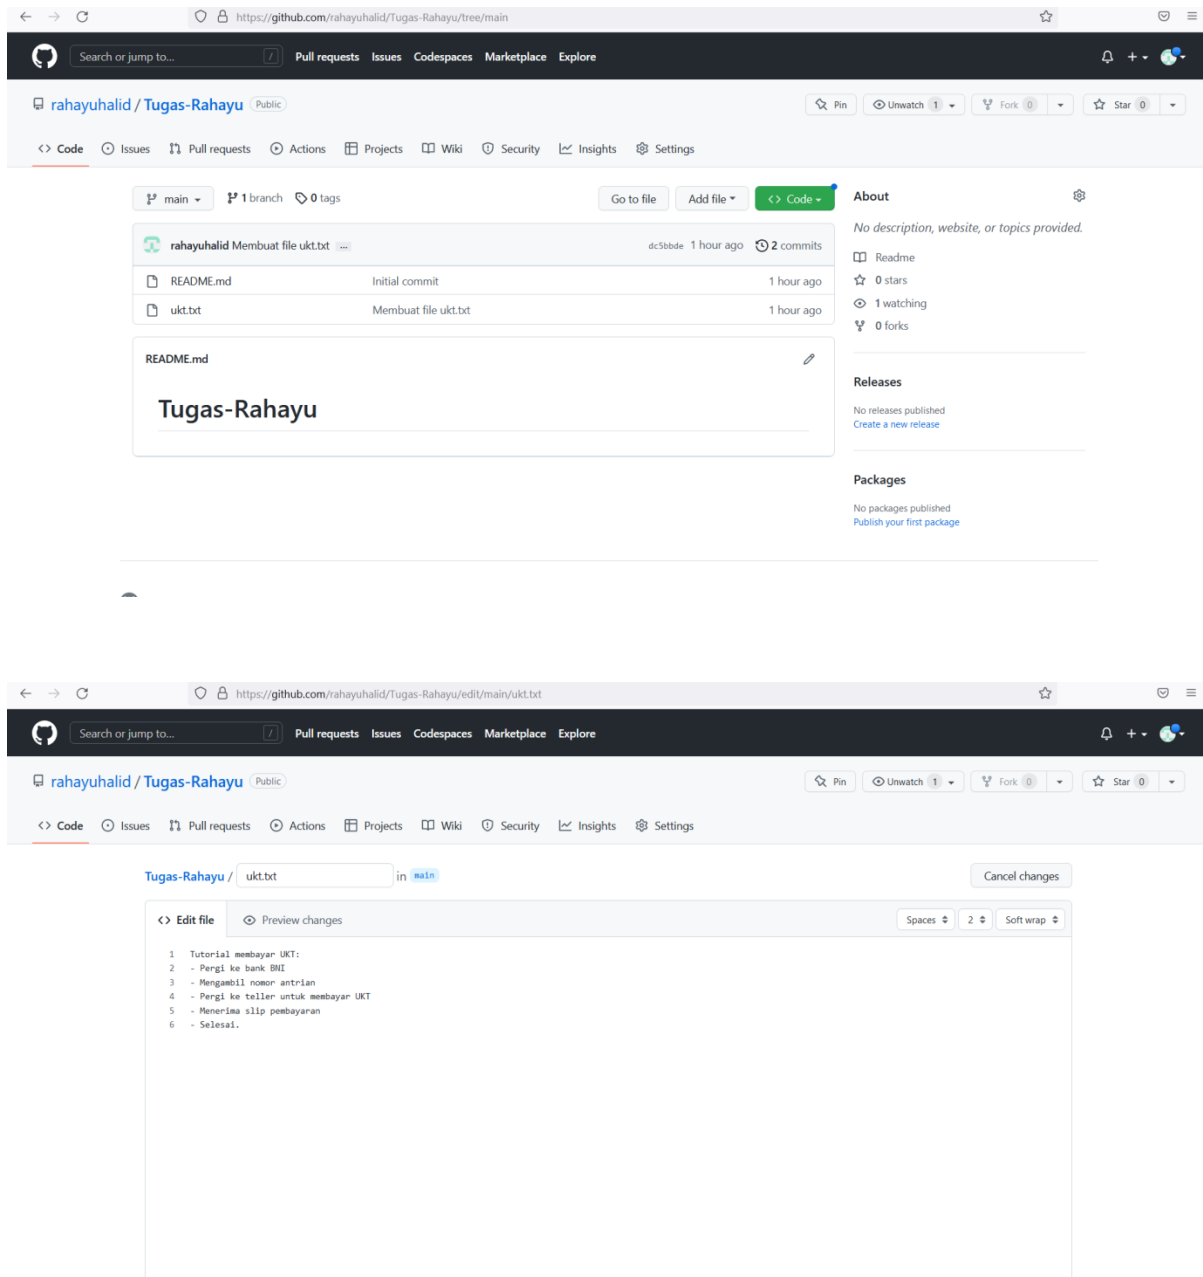 https://github.com/rahayuhalid/Tugas-Rahayu/tree/main
Search or jump to... / Pull requests Issues Codespaces Marketplace Explore
rahayuhalid / Tugas-Rahayu Public Pin Unwatch 1 Fork 0 Star 0
Code Issues Pull requests Actions Projects Wiki Security Insights Settings
main 1 branch 0 tags Go to file Add file Code
rahayuhalid Membuat file ukt.txt ... dc5bbde 1 hour ago 2 commits
README.md Initial commit 1 hour ago
ukt.txt Membuat file ukt.txt 1 hour ago
README.md
Tugas-Rahayu
About
No description, website, or topics provided.
Readme
0 stars
1 watching
0 forks
Releases
No releases published
Create a new release
Packages
No packages published
Publish your first package
https://github.com/rahayuhalid/Tugas-Rahayu/edit/main/ukt.txt
Search or jump to... / Pull requests Issues Codespaces Marketplace Explore
rahayuhalid / Tugas-Rahayu Public Pin Unwatch 1 Fork 0 Star 0
Code Issues Pull requests Actions Projects Wiki Security Insights Settings
Tugas-Rahayu / ukt.txt in main Cancel changes
<> Edit file Preview changes Spaces 2 Soft wrap
1 Tutorial membayar UKT:
2 - Pergi ke bank BNI
3 - Mengambil nomor antrian
4 - Pergi ke teller untuk membayar UKT
5 - Menerima slip pembayaran
6 - Selesai.